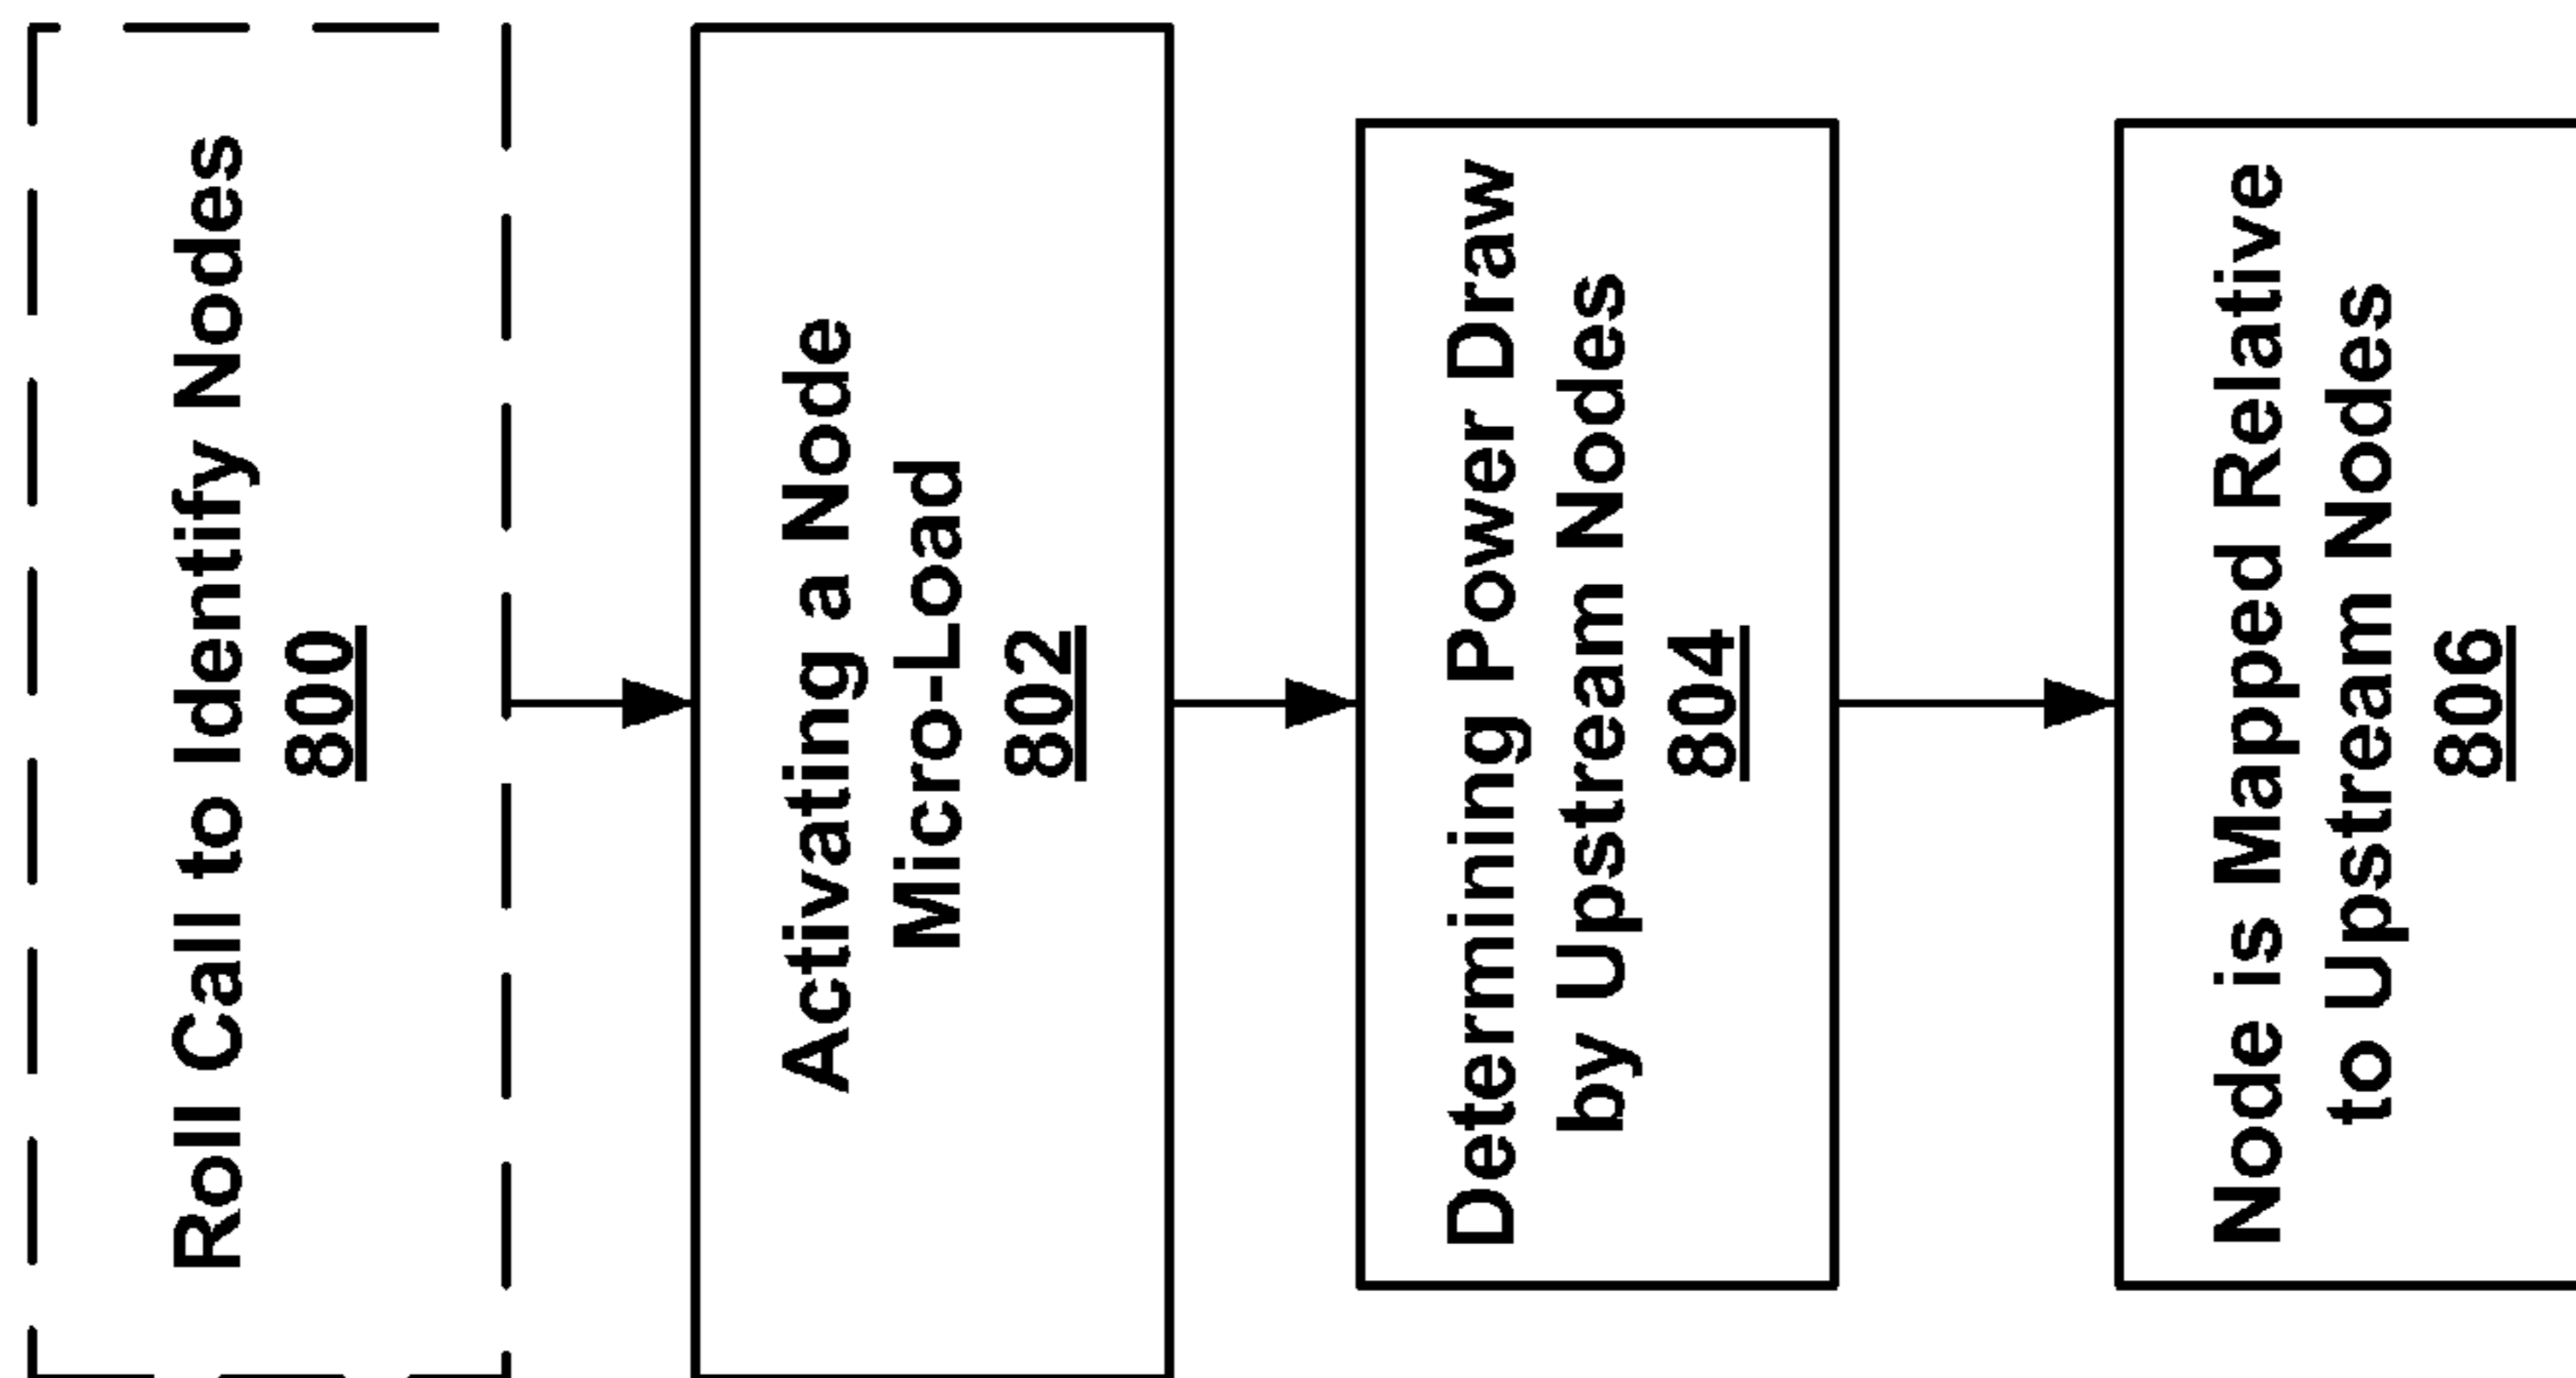 Roll Call to Identify Nodes
800
Activating a Node
Micro-Load
802
Determining Power Draw
by Upstream Nodes
804
Node is Mapped Relative
to Upstream Nodes
806